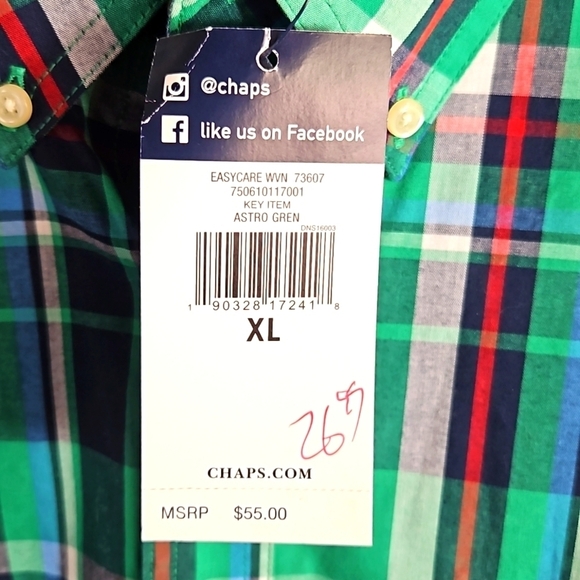 @chaps
like us on Facebook
EASYCARE WVN 73607
750610117001
KEY ITEM
ASTRO GREN
DNS16003
1 90328 17241 8
XL
CHAPS.COM
MSRP $55.00